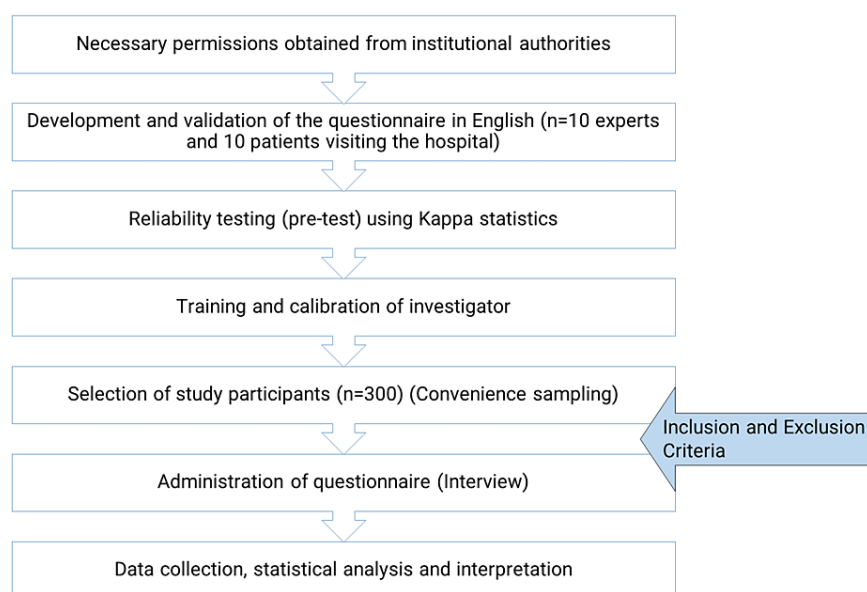 Necessary permissions obtained from institutional authorities
Development and validation of the questionnaire in English (n=10 experts
and 10 patients visiting the hospital)
Reliability testing (pre-test) using Kappa statistics
Training and calibration of investigator
Selection of study participants (n=300) (Convenience sampling)
Inclusion and Exclusion
Criteria
Administration of questionnaire (Interview)
Data collection, statistical analysis and interpretation